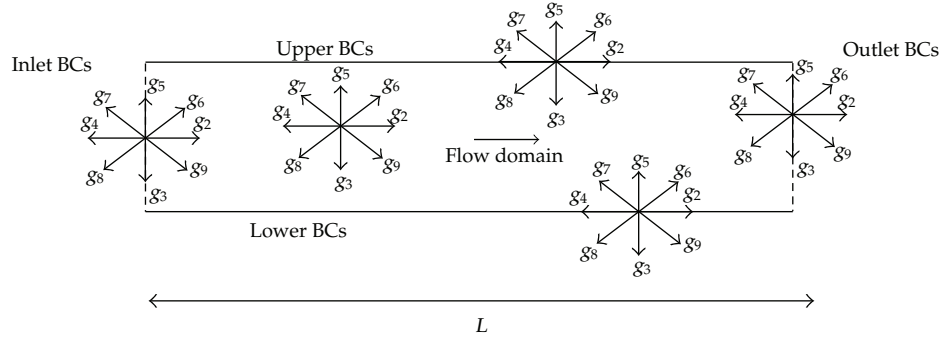 g₅
g₇ g₆
Upper BCs g₄ g₂ Outlet BCs
Inlet BCs g₅ g₅
g₅ g₇ g₆ g₈ g₉ g₇ g₆
g₇ g₆ g₄ g₂ g₃ g₄ g₂
g₄ g₂ g₈ g₉ Flow domain g₈ g₉
g₈ g₉ g₃ g₅ g₃
g₃ g₇ g₆
g₄ g₂
Lower BCs g₈ g₉
g₃
L